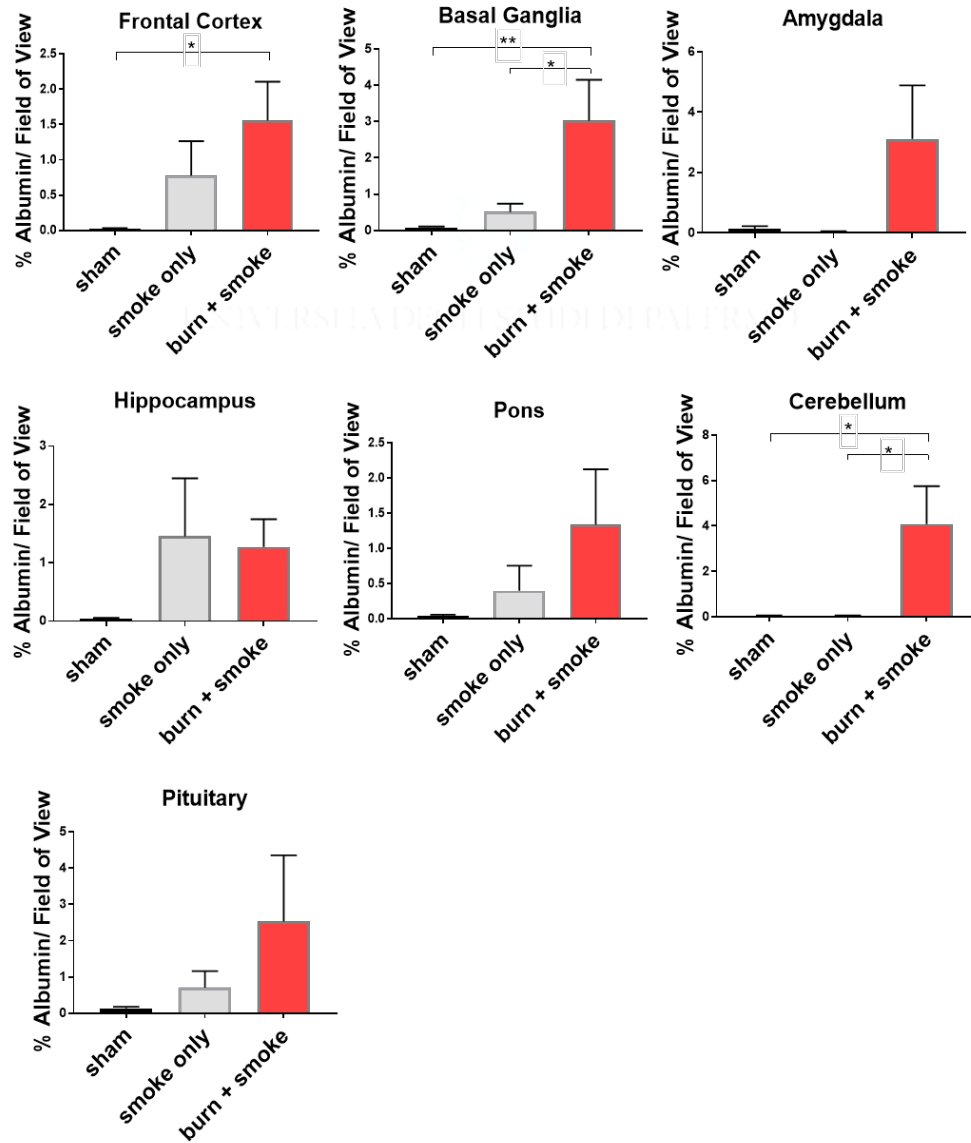 Frontal Cortex
% Albumin/ Field of View
2.5
2.0
1.5
1.0
0.5
0.0
*
sham
smoke only
burn + smoke
Basal Ganglia
% Albumin/ Field of View
5
4
3
2
1
0
**
*
sham
smoke only
burn + smoke
Amygdala
% Albumin/ Field of View
6
4
2
0
sham
smoke only
burn + smoke
Hippocampus
% Albumin/ Field of View
3
2
1
0
sham
smoke only
burn + smoke
Pons
% Albumin/ Field of View
2.5
2.0
1.5
1.0
0.5
0.0
sham
smoke only
burn + smoke
Cerebellum
% Albumin/ Field of View
8
6
4
2
0
*
*
sham
smoke only
burn + smoke
Pituitary
% Albumin/ Field of View
5
4
3
2
1
0
sham
smoke only
burn + smoke